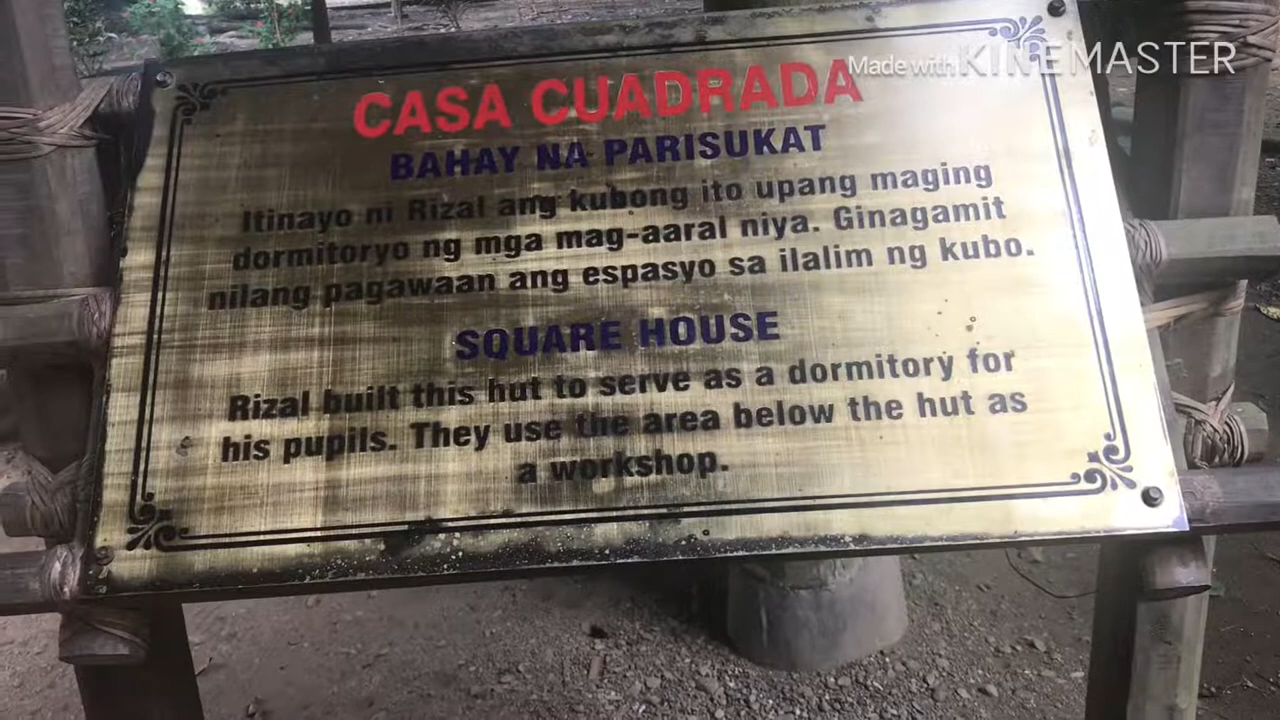 Made with KINEMASTER
CASA CUADRADA
BAHAY NA PARISUKAT
Itinayo ni Rizal ang kubong ito upang maging
dormitoryo ng mga mag-aaral niya. Ginagamit
nilang pagawaan ang espasyo sa ilalim ng kubo.
SQUARE HOUSE
Rizal built this hut to serve as a dormitory for
his pupils. They use the area below the hut as
a workshop.